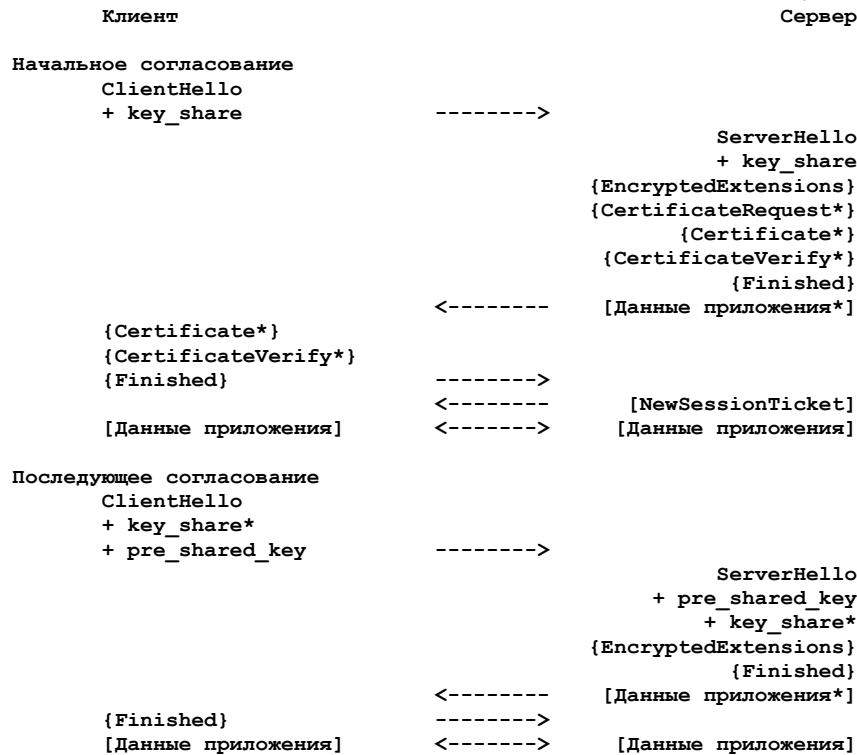 Клиент                                               Сервер
Начальное согласование
ClientHello
+ key_share                 -------->
ServerHello
+ key_share
{EncryptedExtensions}
{CertificateRequest*}
{Certificate*}
{CertificateVerify*}
{Finished}
<--------     [Данные приложения*]
{Certificate*}
{CertificateVerify*}
{Finished}                  -------->
<--------     [NewSessionTicket]
[Данные приложения]         <------->     [Данные приложения]
Последующее согласование
ClientHello
+ key_share*
+ pre_shared_key            -------->
ServerHello
+ pre_shared_key
+ key_share*
{EncryptedExtensions}
{Finished}
<--------     [Данные приложения*]
{Finished}                  -------->
[Данные приложения]         <------->     [Данные приложения]